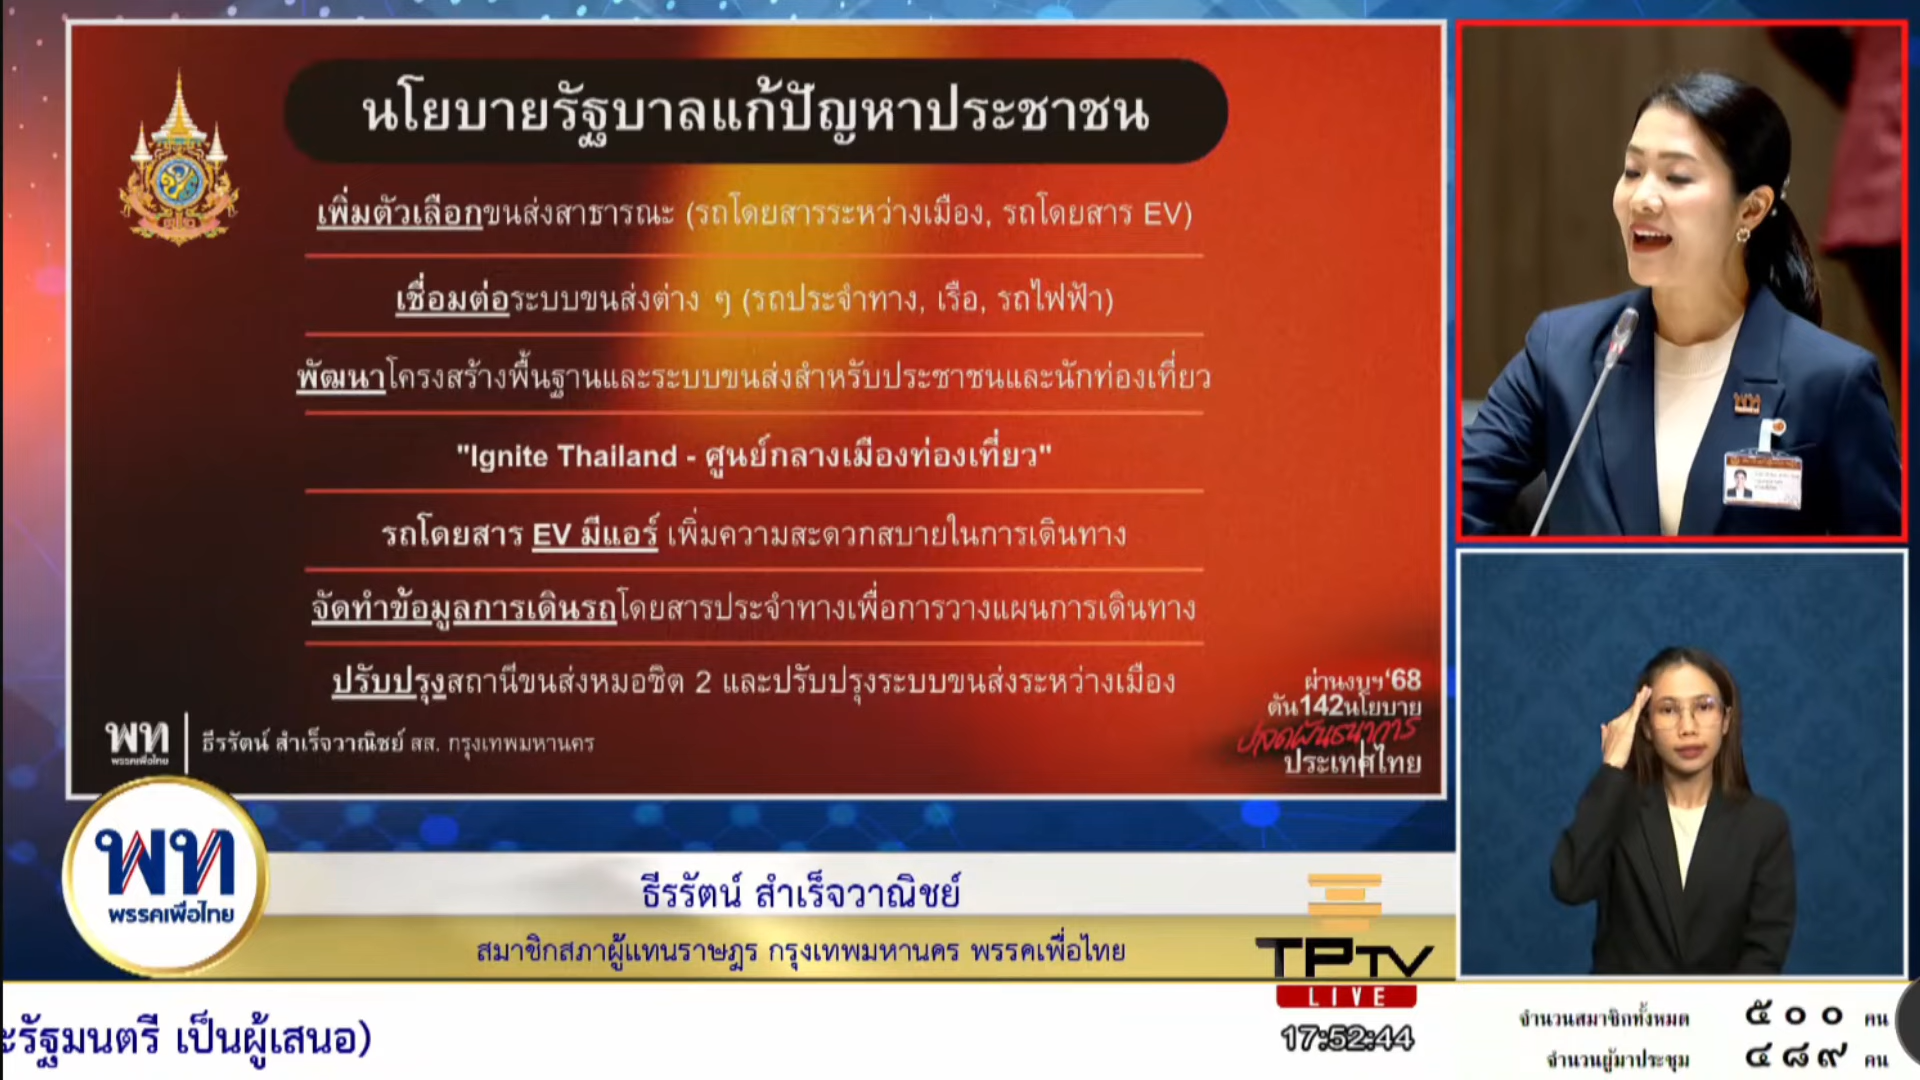 นโยบายรัฐบาลแก้ปัญหาประชาชน
เพิ่มตัวเลือกขนส่งสาธารณะ (รถโดยสารระหว่างเมือง, รถโดยสาร EV)
เชื่อมต่อระบบขนส่งต่าง ๆ (รถประจำทาง, เรือ, รถไฟฟ้า)
พัฒนาโครงสร้างพื้นฐานและระบบขนส่งสำหรับประชาชนและนักท่องเที่ยว
"Ignite Thailand - ศูนย์กลางเมืองท่องเที่ยว"
รถโดยสาร EV มีแอร์ เพิ่มความสะดวกสบายในการเดินทาง
จัดทำข้อมูลการเดินรถโดยสารประจำทางเพื่อการวางแผนการเดินทาง
ปรับปรุงสถานีขนส่งหมอชิต 2 และปรับปรุงระบบขนส่งระหว่างเมือง
ผ่านงบฯ'68
ดัน142นโยบาย
ปลดพันธนาการ
ประเทศไทย
พท
พรรคเพื่อไทย
ธีรรัตน์ สำเร็จวาณิชย์ สส. กรุงเทพมหานคร
พท
พรรคเพื่อไทย
ธีรรัตน์ สำเร็จวาณิชย์
สมาชิกสภาผู้แทนราษฎร กรุงเทพมหานคร พรรคเพื่อไทย
TPTV
LIVE
17:52:44
ะรัฐมนตรี เป็นผู้เสนอ)
จำนวนสมาชิกทั้งหมด ๕๐๐ คน
จำนวนผู้มาประชุม ๔๘๙ คน